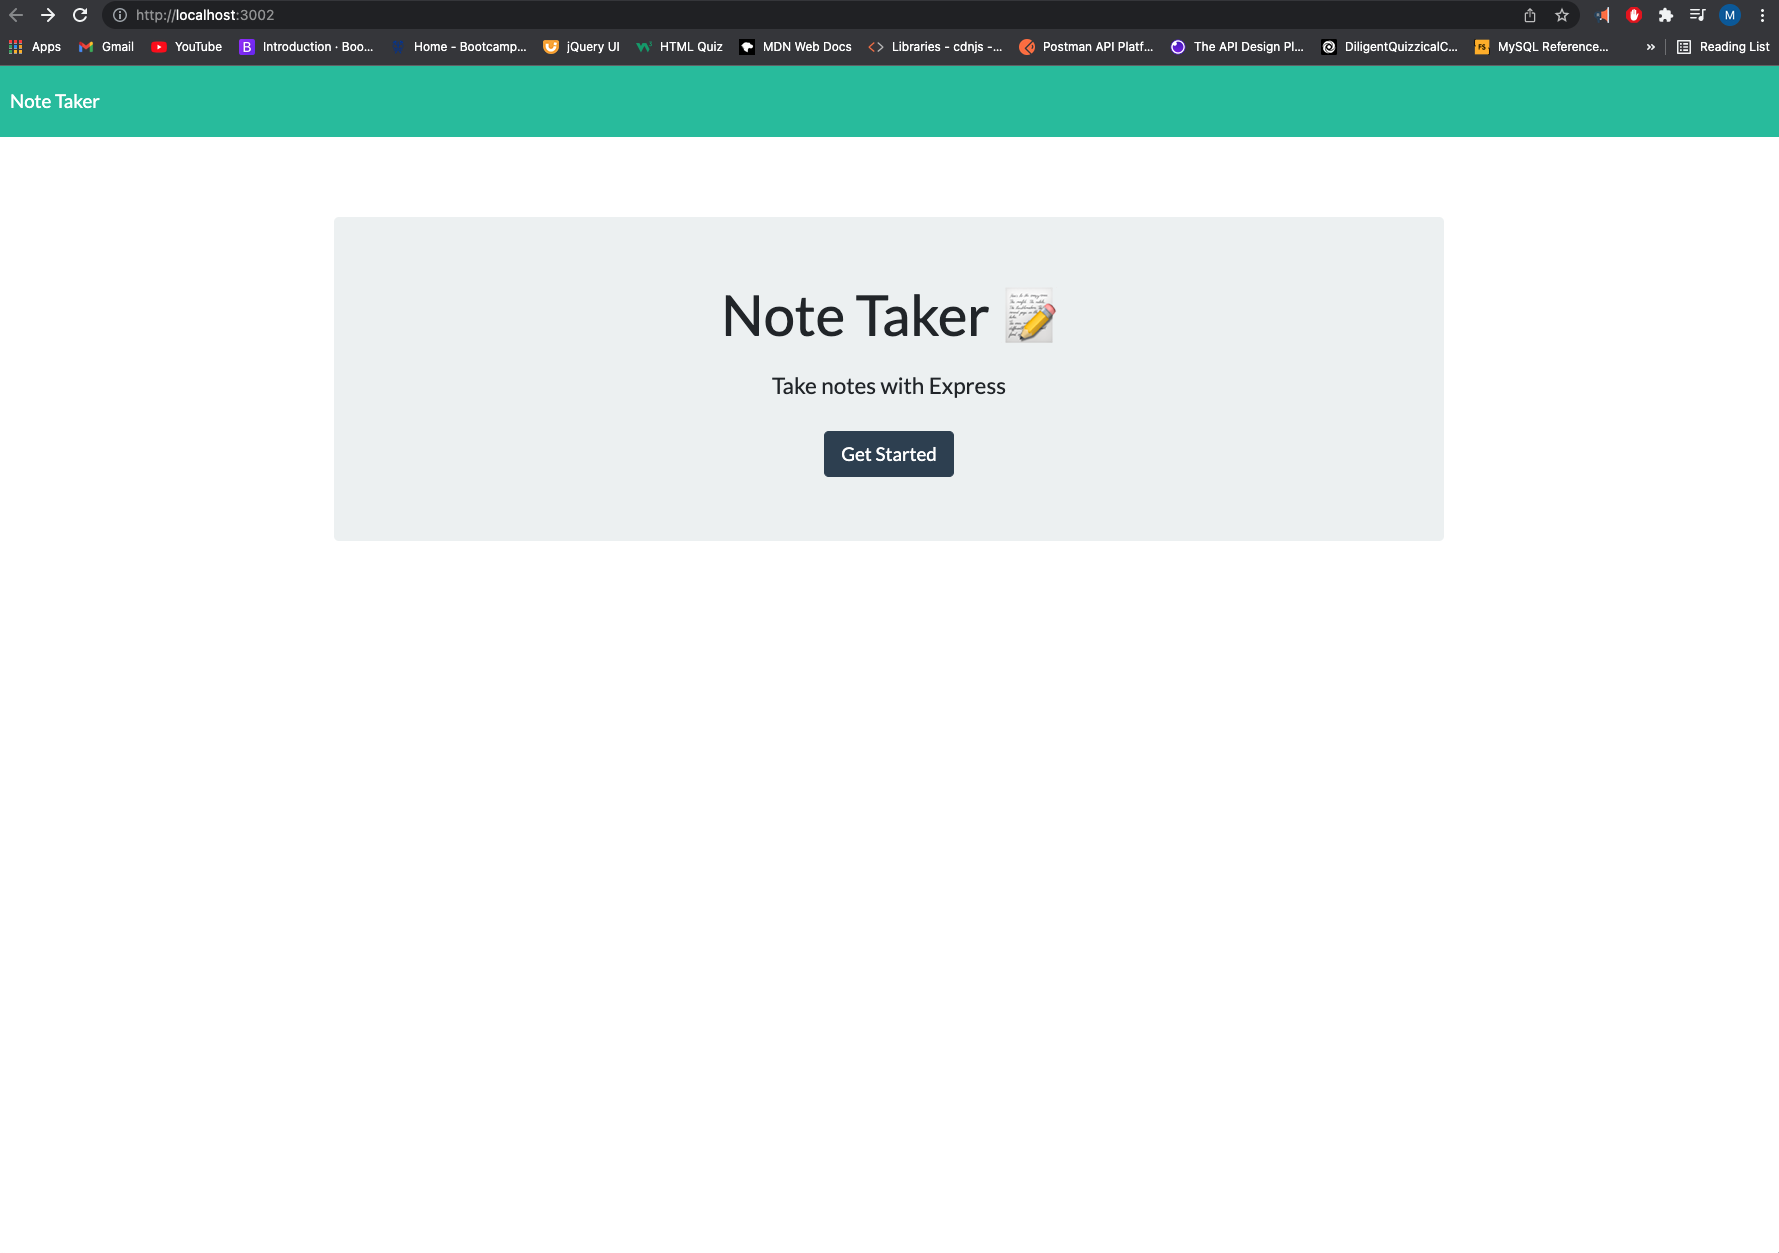 http://localhost:3002
Apps Gmail YouTube Introduction · Boo... Home - Bootcamp... jQuery UI HTML Quiz MDN Web Docs Libraries - cdnjs -... Postman API Platf... The API Design Pl... DiligentQuizzicalC... MySQL Reference... » Reading List
Note Taker
Note Taker 📝
Take notes with Express
Get Started